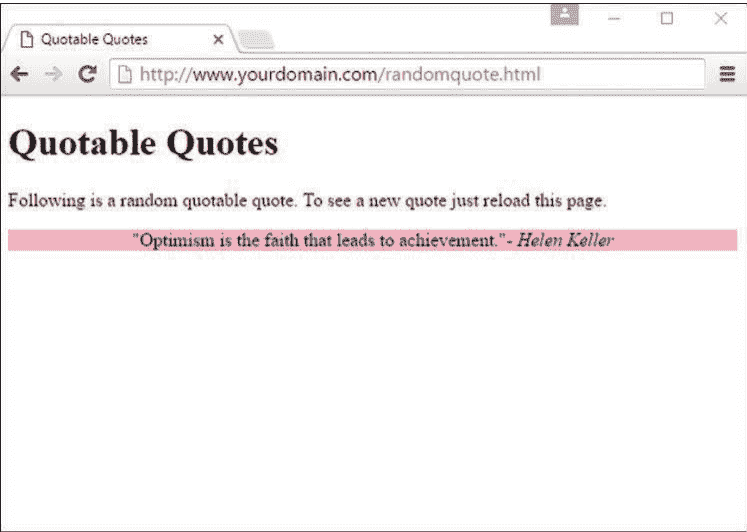 Quotable Quotes
http://www.yourdomain.com/randomquote.html
Quotable Quotes
Following is a random quotable quote. To see a new quote just reload this page.
"Optimism is the faith that leads to achievement."- Helen Keller